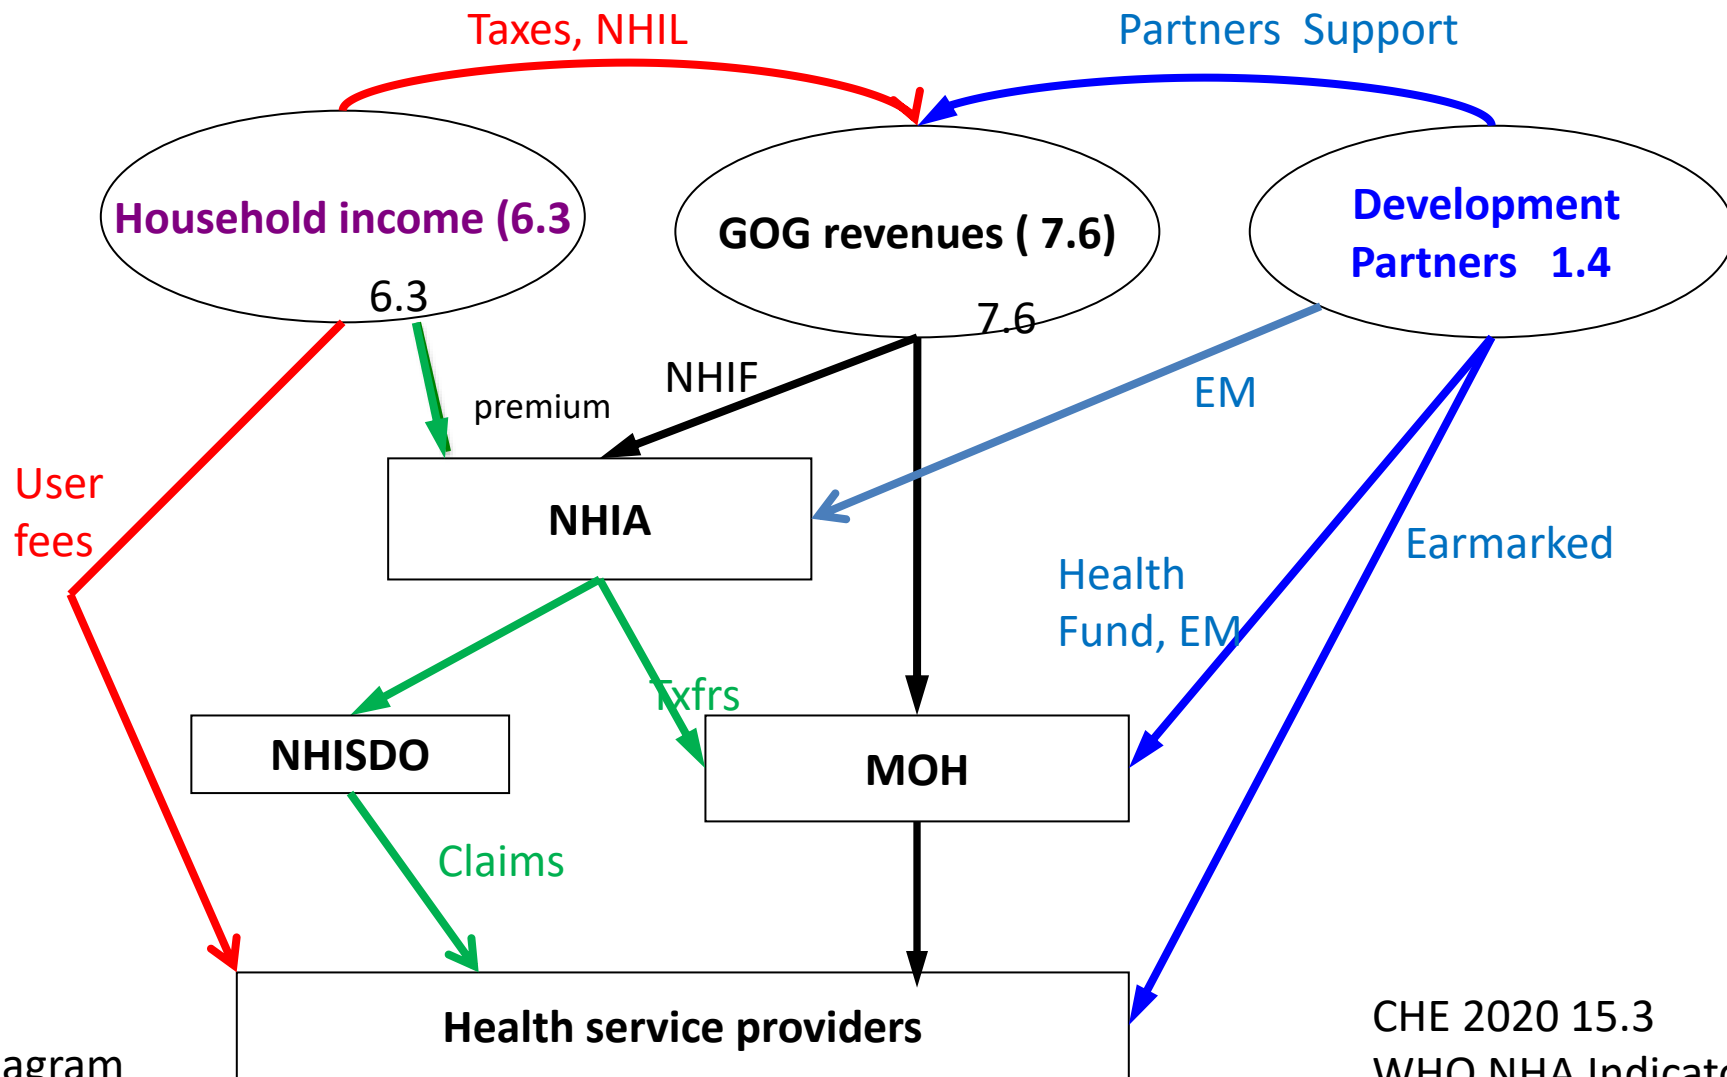 Taxes, NHIL
Partners Support
Household income (6.3
6.3
GOG revenues ( 7.6)
7.6
Development
Partners 1.4
premium
NHIF
EM
User
fees
NHIA
Earmarked
Health
Fund, EM
Txfrs
NHISDO
MOH
Claims
Health service providers
CHE 2020 15.3
WHO NHA